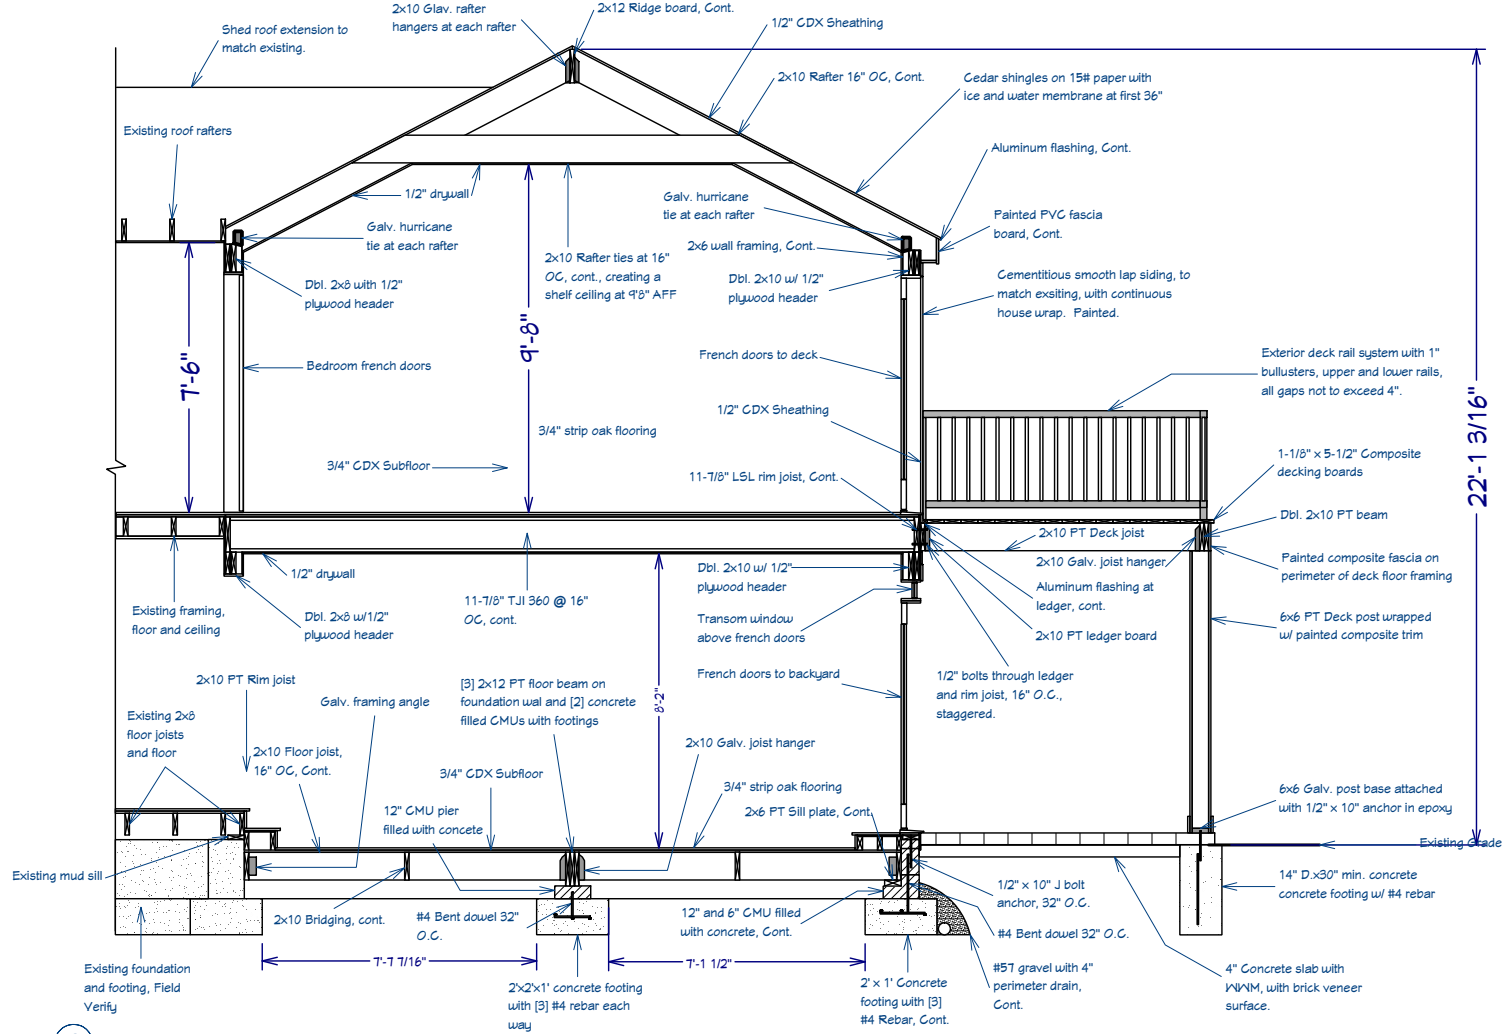 2x10 Glav. rafter
hangers at each rafter
2x12 Ridge board, Cont.
1/2" CDX Sheathing
Shed roof extension to
match existing.
2x10 Rafter 16" OC, Cont.
Cedar shingles on 15# paper with
ice and water membrane at first 36"
Existing roof rafters
Aluminum flashing, Cont.
1/2" drywall
Galv. hurricane
tie at each rafter
Galv. hurricane
tie at each rafter
Painted PVC fascia
board, Cont.
2x6 wall framing, Cont.
2x10 Rafter ties at 16"
OC, cont., creating a
shelf ceiling at 9'8" AFF
Dbl. 2x8 with 1/2"
plywood header
Dbl. 2x10 w/ 1/2"
plywood header
Cementitious smooth lap siding, to
match exsiting, with continuous
house wrap.  Painted.
7'-6"
9'-8"
22'-1 3/16"
Bedroom french doors
French doors to deck
Exterior deck rail system with 1"
bullusters, upper and lower rails,
all gaps not to exceed 4".
1/2" CDX Sheathing
3/4" strip oak flooring
3/4" CDX Subfloor
11-7/8" LSL rim joist, Cont.
1-1/8" x 5-1/2" Composite
decking boards
Dbl. 2x10 PT beam
2x10 PT Deck joist
2x10 Galv. joist hanger
Painted composite fascia on
perimeter of deck floor framing
1/2" drywall
Dbl. 2x10 w/ 1/2"
plywood header
Aluminum flashing at
ledger, cont.
Existing framing,
floor and ceiling
Dbl. 2x8 w/1/2"
plywood header
11-7/8" TJI 360 @ 16"
OC, cont.
Transom window
above french doors
2x10 PT ledger board
6x6 PT Deck post wrapped
w/ painted composite trim
French doors to backyard
1/2" bolts through ledger
and rim joist, 16" O.C.,
staggered.
2x10 PT Rim joist
Galv. framing angle
[3] 2x12 PT floor beam on
foundation wal and [2] concrete
filled CMUs with footings
8'-2"
Existing 2x8
floor joists
and floor
2x10 Floor joist,
16" OC, Cont.
2x10 Galv. joist hanger
3/4" CDX Subfloor
3/4" strip oak flooring
12" CMU pier
filled with concete
2x6 PT Sill plate, Cont.
6x6 Galv. post base attached
with 1/2" x 10" anchor in epoxy
Existing Grade
Existing mud sill
2x10 Bridging, cont.
#4 Bent dowel 32"
O.C.
12" and 6" CMU filled
with concrete, Cont.
1/2" x 10" J bolt
anchor, 32" O.C.
14" D.x30" min. concrete
concrete footing w/ #4 rebar
#4 Bent dowel 32" O.C.
7'-7 7/16"
7'-1 1/2"
Existing foundation
and footing, Field
Verify
2'x2'x1' concrete footing
with [3] #4 rebar each
way
2' x 1' Concrete
footing with [3]
#4 Rebar, Cont.
#57 gravel with 4"
perimeter drain,
Cont.
4" Concrete slab with
WWM, with brick veneer
surface.